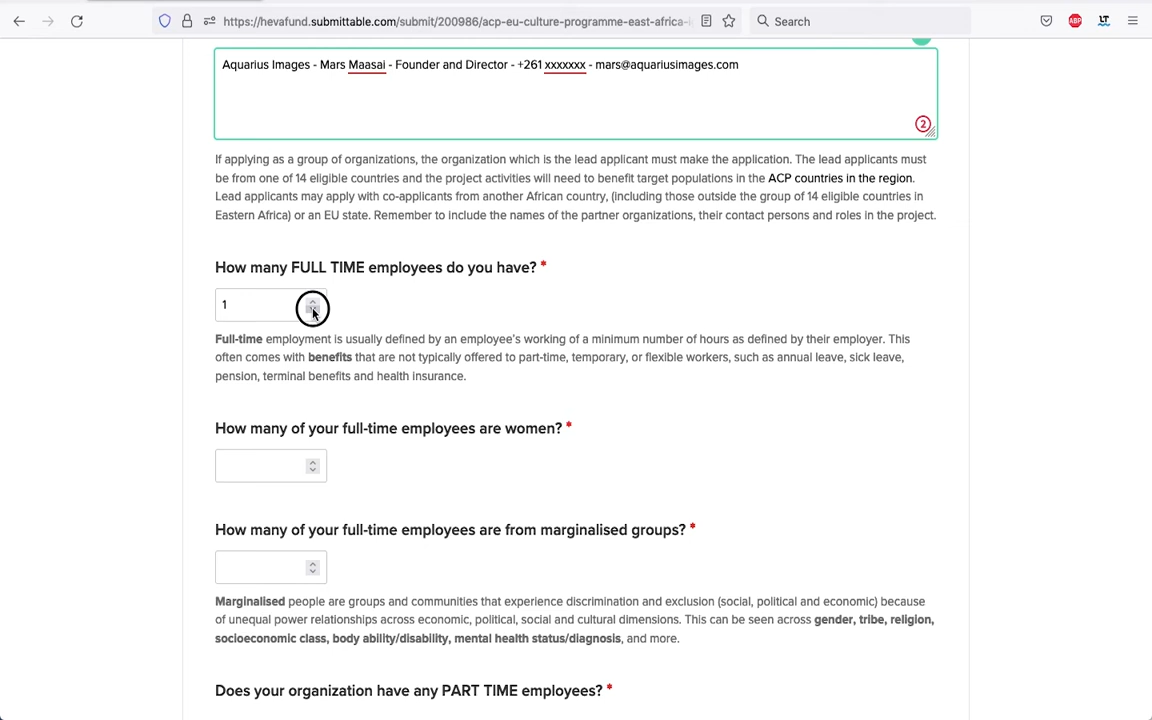 https://hevafund.submittable.com/submit/200986/acp-eu-culture-programme-east-africa-
Search
ABP
LT
Aquarius Images - Mars Maasai - Founder and Director - +261 xxxxxxx - mars@aquariusimages.com
2
If applying as a group of organizations, the organization which is the lead applicant must make the application. The lead applicants must
be from one of 14 eligible countries and the project activities will need to benefit target populations in the ACP countries in the region.
Lead applicants may apply with co-applicants from another African country, (including those outside the group of 14 eligible countries in
Eastern Africa) or an EU state. Remember to include the names of the partner organizations, their contact persons and roles in the project.
How many FULL TIME employees do you have? *
1
Full-time employment is usually defined by an employee's working of a minimum number of hours as defined by their employer. This
often comes with benefits that are not typically offered to part-time, temporary, or flexible workers, such as annual leave, sick leave,
pension, terminal benefits and health insurance.
How many of your full-time employees are women? *
How many of your full-time employees are from marginalised groups? *
Marginalised people are groups and communities that experience discrimination and exclusion (social, political and economic) because
of unequal power relationships across economic, political, social and cultural dimensions. This can be seen across gender, tribe, religion,
socioeconomic class, body ability/disability, mental health status/diagnosis, and more.
Does your organization have any PART TIME employees? *